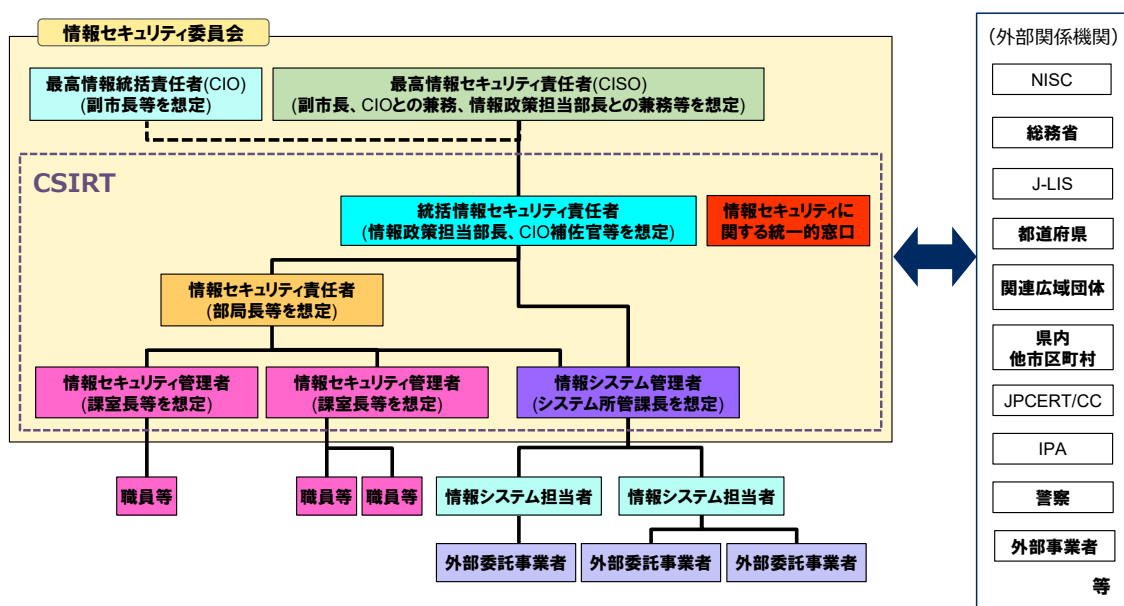 情報セキュリティ委員会
最高情報統括責任者(CIO)
(副市長等を想定)
最高情報セキュリティ責任者(CISO)
(副市長、CIOとの兼務、情報政策担当部長との兼務等を想定)
CSIRT
統括情報セキュリティ責任者
(情報政策担当部長、CIO補佐官等を想定)
情報セキュリティに
関する統一的窓口
情報セキュリティ責任者
(部局長等を想定)
情報セキュリティ管理者
(課室長等を想定)
情報セキュリティ管理者
(課室長等を想定)
情報システム管理者
(システム所管課長を想定)
職員等
職員等
職員等
情報システム担当者
情報システム担当者
外部委託事業者
外部委託事業者
外部委託事業者
(外部関係機関)
NISC
総務省
J-LIS
都道府県
関連広域団体
県内
他市区町村
JPCERT/CC
IPA
警察
外部事業者
等